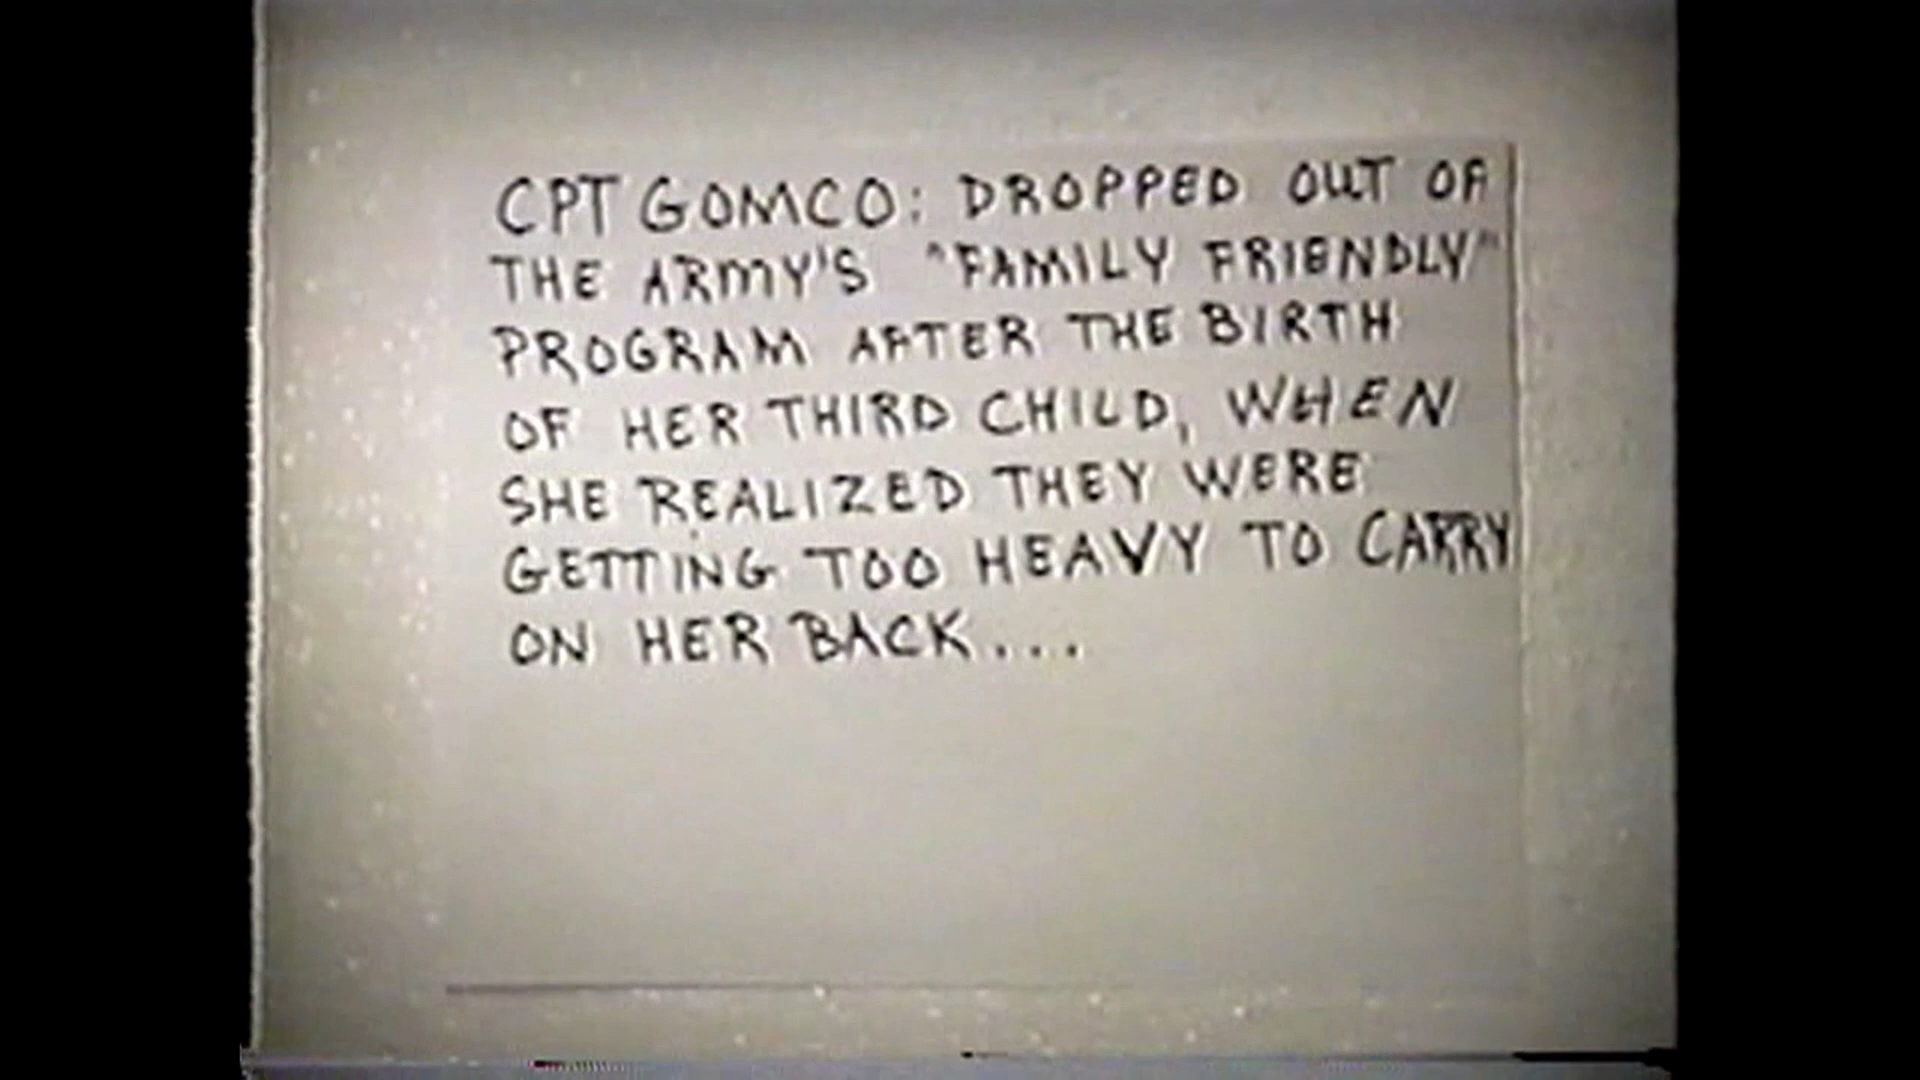 CPT GOMCO: DROPPED OUT OF
THE ARMY'S "FAMILY FRIENDLY"
PROGRAM AFTER THE BIRTH
OF HER THIRD CHILD, WHEN
SHE REALIZED THEY WERE
GETTING TOO HEAVY TO CARRY
ON HER BACK...